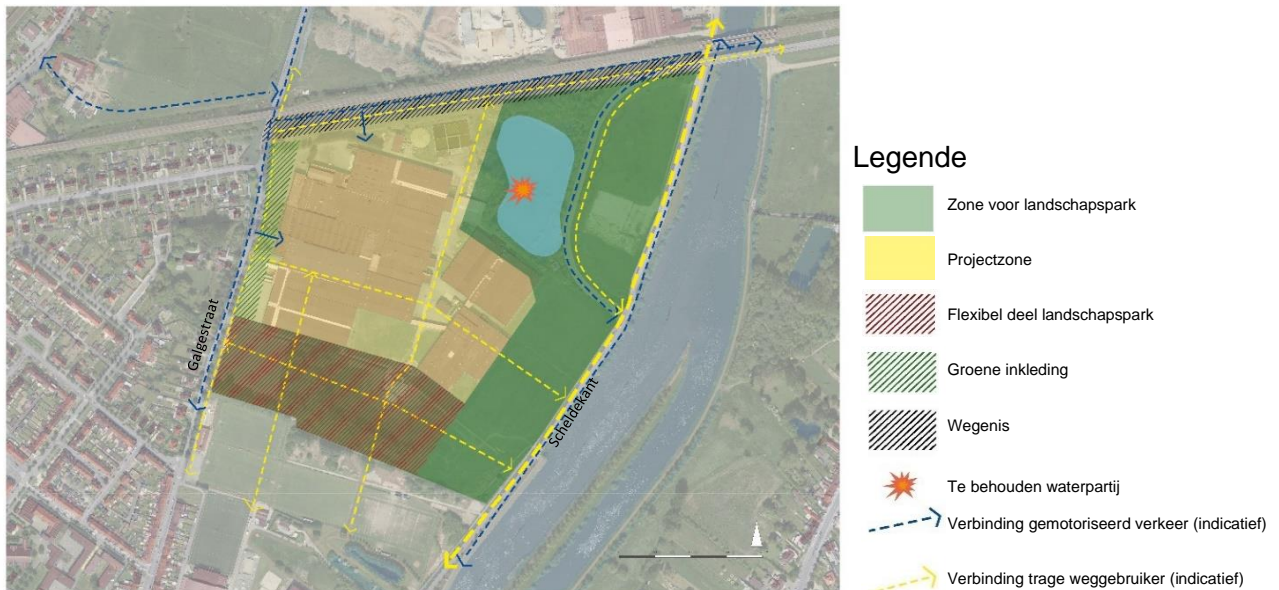 Galgestraat
Scheldekant
Legende
Zone voor landschapspark
Projectzone
Flexibel deel landschapspark
Groene inkleding
Wegenis
Te behouden waterpartij
Verbinding gemotoriseerd verkeer (indicatief)
Verbinding trage weggebruiker (indicatief)